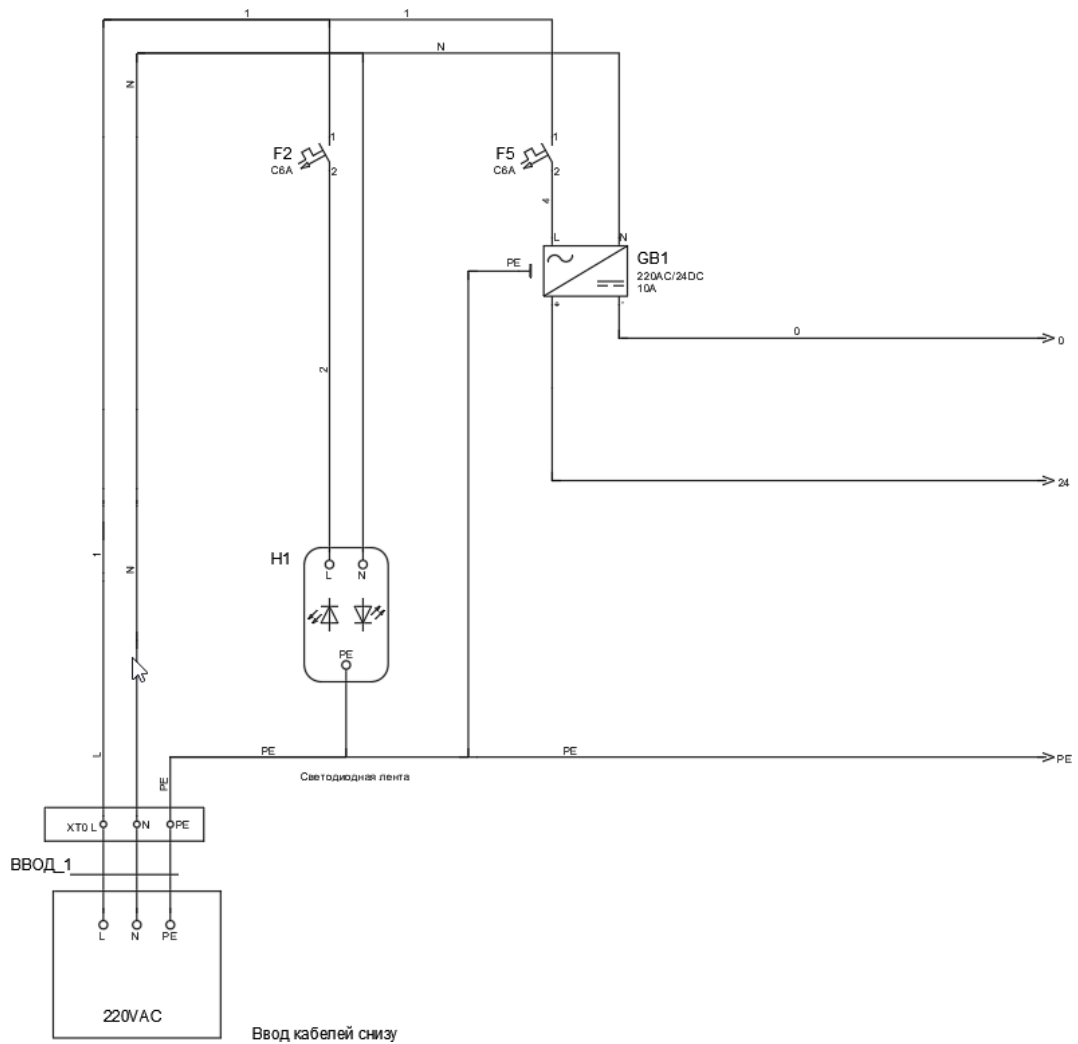 1
1
N
N
1
F2
C6A
2
1
F5
C6A
2
4
L
N
PE
GB1
220AC/24DC
10A
+
-
0
0
2
24
1
N
H1
L
N
PE
L
PE
PE
PE
PE
Светодиодная лента
XT0 L
N
PE
ВВОД_1
L
N
PE
220VAC
Ввод кабелей снизу